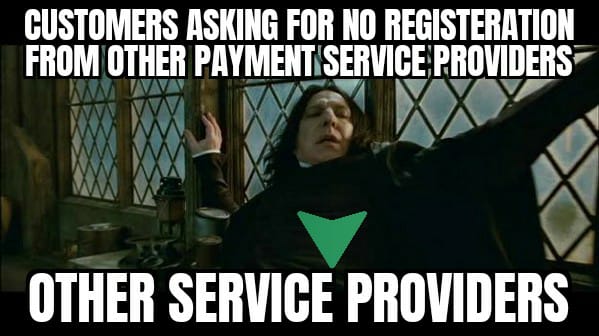 CUSTOMERS ASKING FOR NO REGISTERATION
FROM OTHER PAYMENT SERVICE PROVIDERS
OTHER SERVICE PROVIDERS